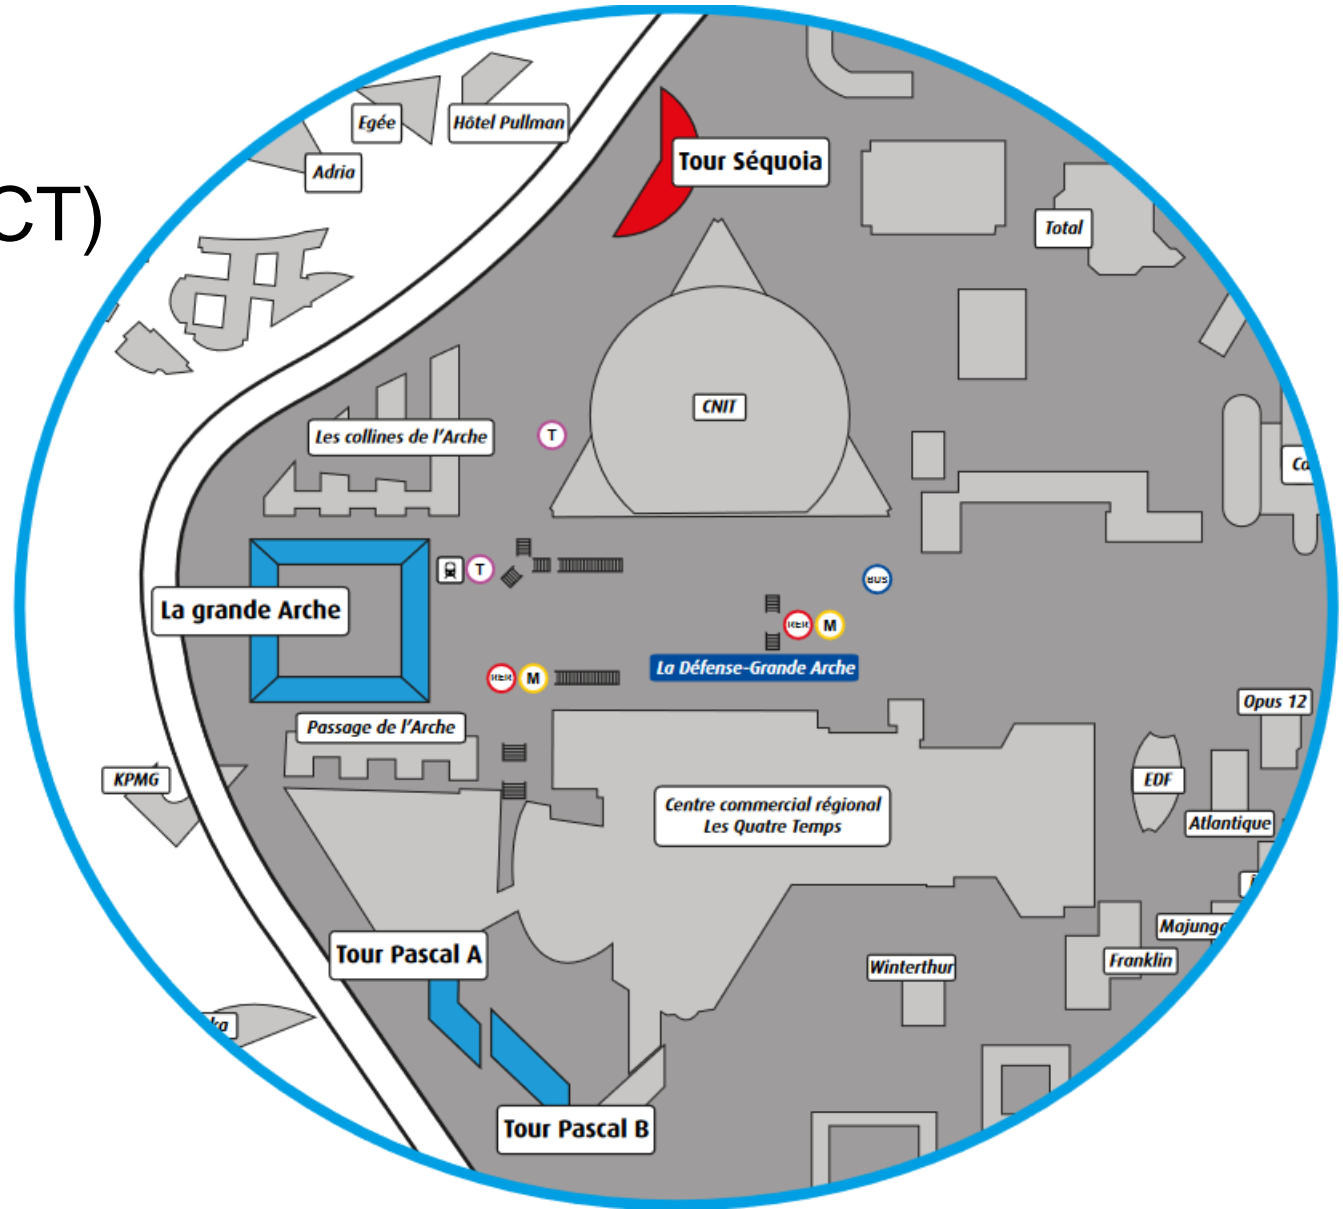 CT)
Egée
Hôtel Pullman
Adria
Tour Séquoia
Total
CNIT
Les collines de l'Arche
T
T
BUS
La grande Arche
RER M
La Défense-Grande Arche
RER M
Opus 12
Passage de l'Arche
KPMG
EDF
Centre commercial régional
Les Quatre Temps
Atlantique
Majunga
Tour Pascal A
Winterthur
Franklin
Tour Pascal B